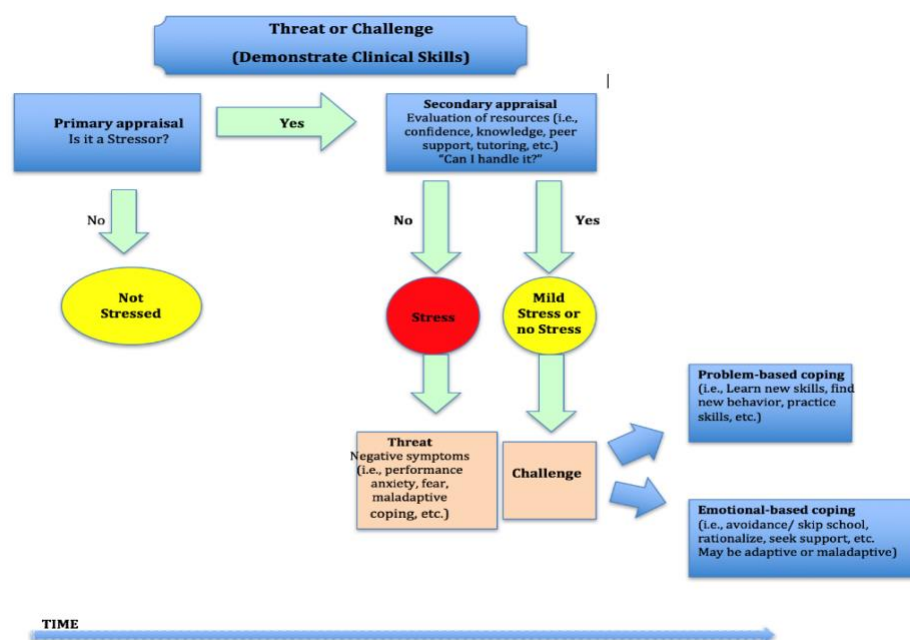 Threat or Challenge
(Demonstrate Clinical Skills)
Primary appraisal
Is it a Stressor?
Yes
Secondary appraisal
Evaluation of resources (i.e.,
confidence, knowledge, peer
support, tutoring, etc.)
"Can I handle it?"
No
No
Yes
Not
Stressed
Stress
Mild
Stress or
no Stress
Problem-based coping
(i.e., Learn new skills, find
new behavior, practice
skills, etc.)
Threat
Negative symptoms
(i.e., performance
anxiety, fear,
maladaptive
coping, etc.)
Challenge
Emotional-based coping
(i.e., avoidance/ skip school,
rationalize, seek support, etc.
May be adaptive or maladaptive)
TIME